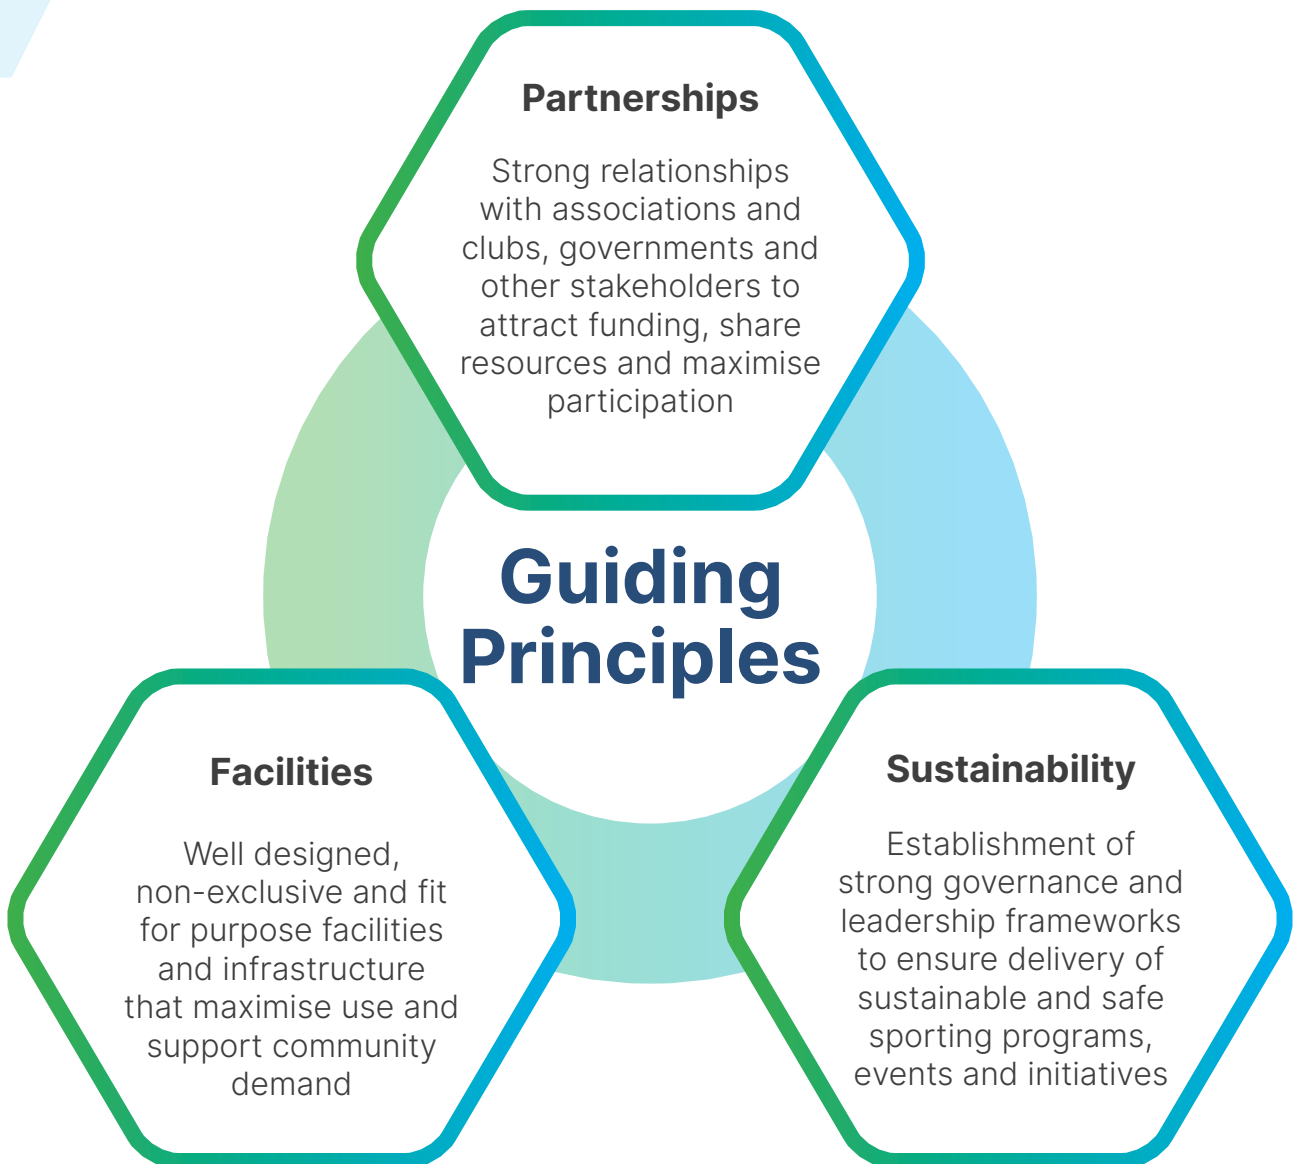 Partnerships
Strong relationships
with associations and
clubs, governments and
other stakeholders to
attract funding, share
resources and maximise
participation
Guiding
Principles
Facilities
Well designed,
non-exclusive and fit
for purpose facilities
and infrastructure
that maximise use and
support community
demand
Sustainability
Establishment of
strong governance and
leadership frameworks
to ensure delivery of
sustainable and safe
sporting programs,
events and initiatives